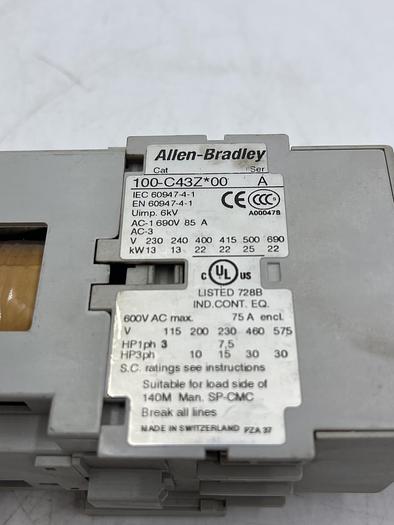 Allen-Bradley
Cat Ser
100-C43Z*00 A
IEC 60947-4-1
EN 60947-4-1
Uimp. 6kV
AC-1 690V 85 A
AC-3
CCC
A00047B
V 230 240 400 415 500 690
kW 13 13 22 22 25 22
c UL US
LISTED 728B
IND.CONT. EQ.
600V AC max. 75 A encl.
V 115 200 230 460 575
HP1ph 3 7,5
HP3ph 10 15 30 30
S.C. ratings see instructions
Suitable for load side of
140M Man. SP-CMC
Break all lines
MADE IN SWITZERLAND PZA 37